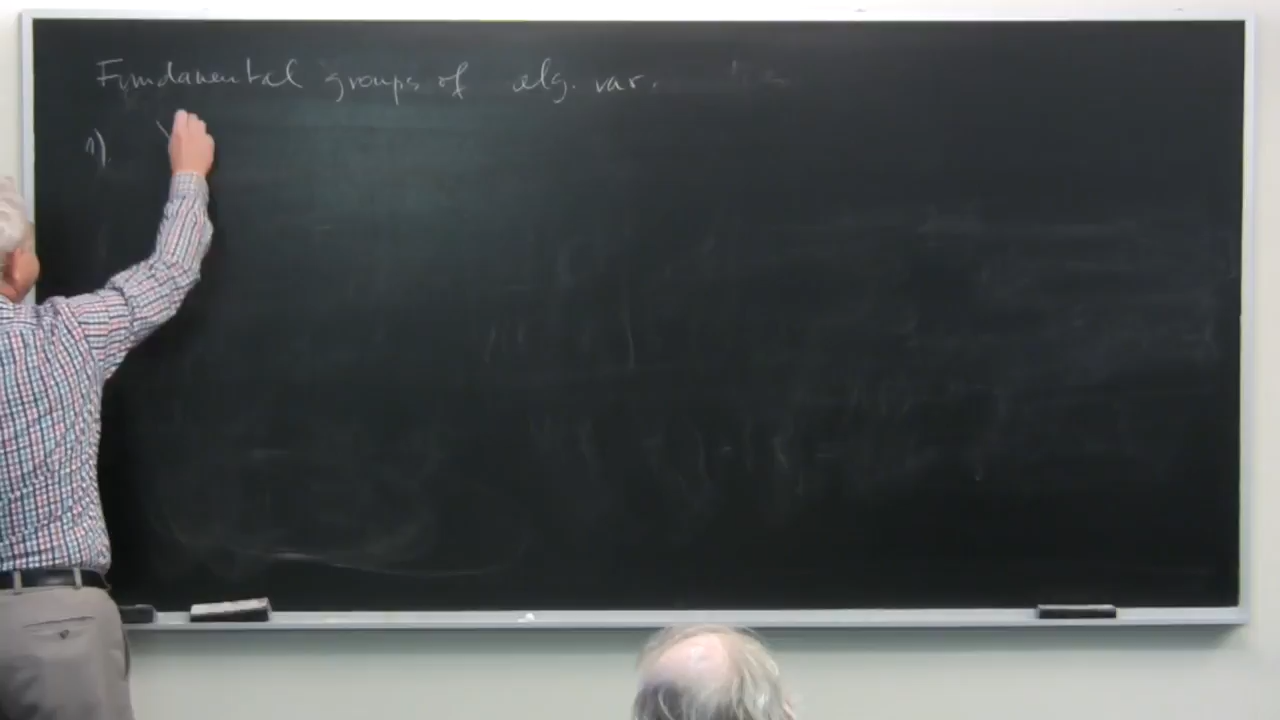 Fundamental groups of alg. var.
1).